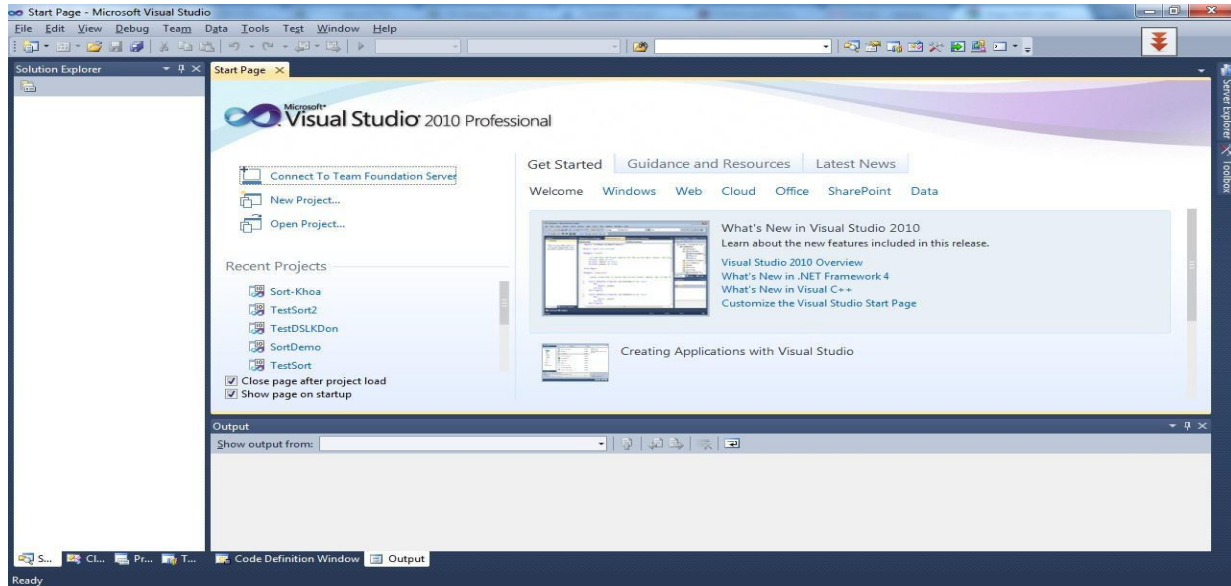 Start Page - Microsoft Visual Studio
File Edit View Debug Team Data Tools Test Window Help
Solution Explorer
Start Page
Microsoft
Visual Studio 2010 Professional
Connect To Team Foundation Server
New Project...
Open Project...
Recent Projects
Sort-Khoa
TestSort2
TestDSLKDon
SortDemo
TestSort
Close page after project load
Show page on startup
Get Started Guidance and Resources Latest News
Welcome Windows Web Cloud Office SharePoint Data
What's New in Visual Studio 2010
Learn about the new features included in this release.
Visual Studio 2010 Overview
What's New in .NET Framework 4
What's New in Visual C++
Customize the Visual Studio Start Page
Creating Applications with Visual Studio
Server Explorer
Toolbox
Output
Show output from:
S... Cl... Pr... T... Code Definition Window Output
Ready